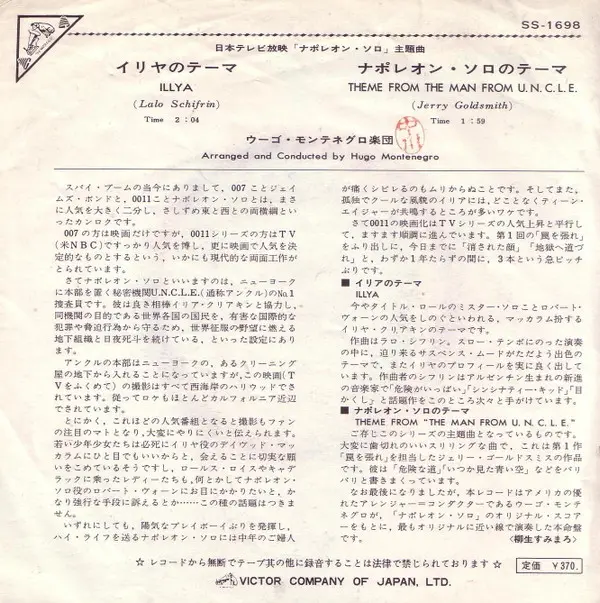 SS-1698
日本テレビ放映「ナポレオン・ソロ」主題曲
イリヤのテーマ
ILLYA
(Lalo Schifrin)
Time 2:04
ナポレオン・ソロのテーマ
THEME FROM THE MAN FROM U.N.C.L.E.
(Jerry Goldsmith)
Time 1:59
ウーゴ・モンテネグロ楽団
Arranged and Conducted by Hugo Montenegro
スパイ・ブームの当今にありまして、007ことジェイ
ムズ・ボンドと、0011ことナポレオン・ソロとは、まさ
に人気を大きく二分し、さしずめ東と西との両横綱とい
ったカンロクです。
007の方は映画だけですが、0011シリーズの方はTV
(米NBC)ですっかり人気を博し、更に映画で人気を決
定的なものとするという、いかにも現代的な両面工作が
とられています。
さてナポレオン・ソロといいますのは、ニューヨーク
に本部を置く秘密機関U.N.C.L.E.(通称アンクル)のNo.1
捜査員です。彼は良き相棒イリア・クリアキンと協力し、
同機関の目的である世界各国の国民を、有害な国際的な
犯罪や脅迫行為から守るため、世界征服の野望に燃える
地下組織と日夜死斗を続けている、といった設定にあり
ます。
アンクルの本部はニューヨークの、あるクリーニング
屋の地下から入れることになっていますが、この映画(T
Vをふくめて)の撮影はすべて西海岸のハリウッドでさ
れています。従ってロケもほとんどカルフォルニア近辺
でされています。
とにかく、これほどの人気番組となると撮影もファン
の注目のマトとなり、大変にやりにくいと伝えられます。
若い少年少女たちは必死にイリヤ役のデイヴッド・マッ
カラムにひと目でもいいからと、会えることに切実な願
いをこめているそうですし、ロールス・ロイスやキャデ
ラックに乗ったレディーたちも、何とかしてナポレオン・
ソロ役のロバート・ヴォーンにお目にかかりたいと、か
なり強行な手段に訴えるとか……この種の話題はつきま
せん。
いずれにしても、陽気なプレイボーイぶりを発揮し、
ハイ・ライフを送るナポレオン・ソロには中年のご婦人
が痛くシビレるのもムリからぬことです。そしてまた、
孤独でクールな風貌のイリアには、どことなくティーン・
エイジャーが共鳴するところが多いワケです。
さて0011の映画化はTVシリーズの人気上昇と平行し
て、ますます順調に進んでいます。第1回の「罠を張れ」
をふり出しに、今日までに「消された顔」「地獄へ道づ
れ」と、わずか1年たらずの間に、3本という急ピッチ
ぶりです。
■ イリアのテーマ
ILLYA
今やタイトル・ロールのミスター・ソロことロバート・
ヴォーンの人気をしのぐといわれる、マッカラム扮する
イリヤ・クリアキンのテーマです。
作曲はラロ・シフリン。スロー・テンポにのった演奏
の中に、迫り来るサスペンス・ムードがただよう出色の
テーマで、またイリヤのプロフィールを実に良く出して
います。作曲者のシフリンはアルゼンチン生まれの新進
の音楽家で「危険がいっぱい」「シンシナティー・キッド」「目
かくし」と話題作をこのところ次々と手がけています。
■ ナポレオン・ソロのテーマ
THEME FROM "THE MAN FROM U.N.C.L.E."
ご存じこのシリーズの主題曲となっているものです。
大変に歯切れのいいスリリングな曲で、これは第1作
「罠を張れ」を担当したジェリー・ゴールドスミスの作品
です。彼は「危険な道」「いつか見た青い空」などをバリ
バリと書きまくっています。
なお最後になりましたが、本レコードはアメリカの優
れたアレンジャー=コンダクターであるウーゴ・モンテ
ネグロが、「ナポレオン・ソロ」のオリジナル・スコア
ーをもとに、最もオリジナルに近い線で演奏した本命盤
です。
<柳生すみまろ>
☆ レコードから無断でテープ其の他に録音することは法律で禁じられております ☆
定価 ¥370.
VICTOR COMPANY OF JAPAN, LTD.